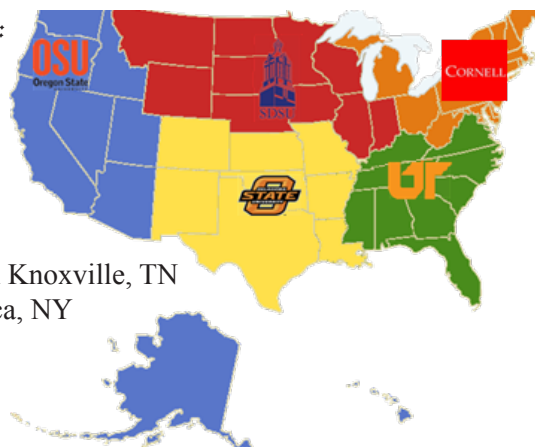 :
OSU
Oregon State
CORNELL
SDSU
STATE
UT
Knoxville, TN
ca, NY